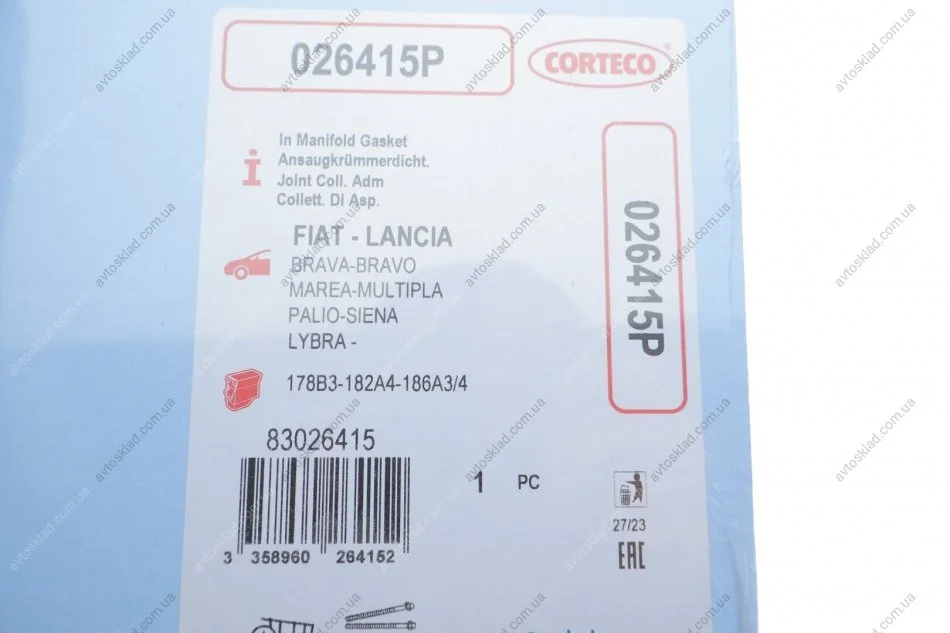 026415P
CORTECO
In Manifold Gasket
Ansaugkrümmerdicht.
Joint Coll. Adm
Collett. DI Asp.
026415P
FIAT - LANCIA
BRAVA-BRAVO
MAREA-MULTIPLA
PALIO-SIENA
LYBRA -
178B3-182A4-186A3/4
83026415
1 PC
3 358960 264152
27/23
EAC
avtosklad.com.ua